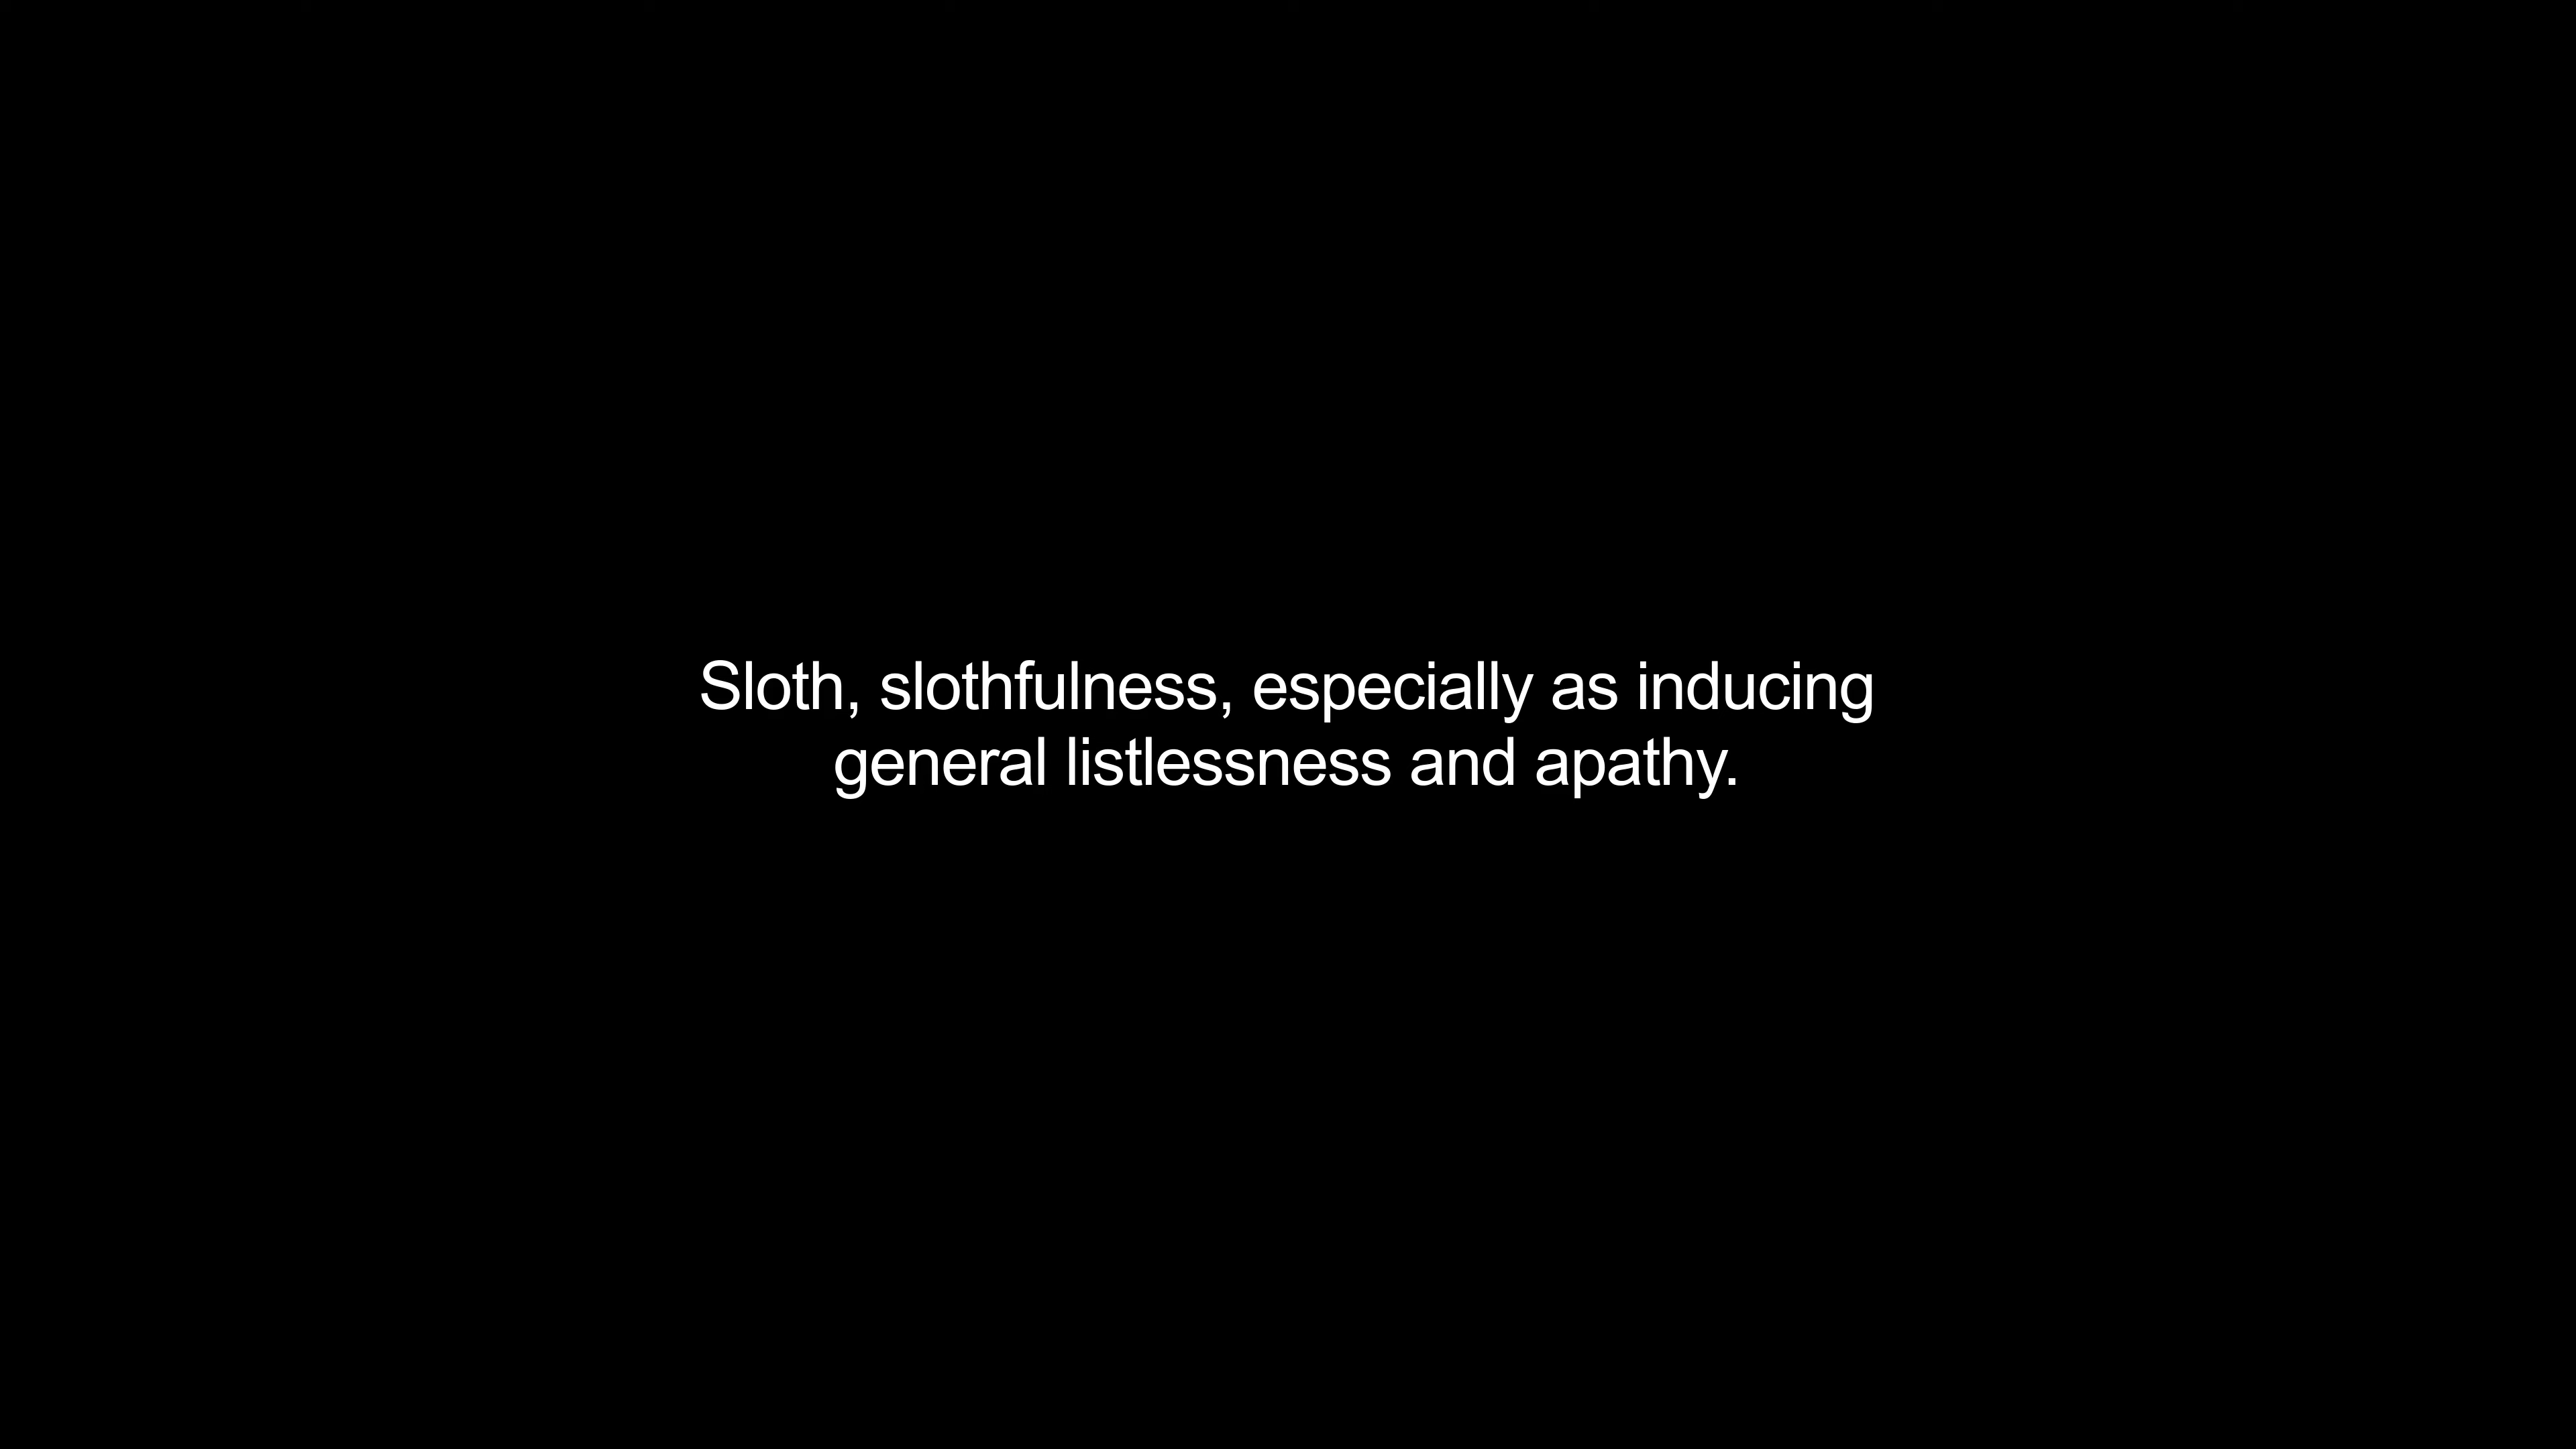 Sloth, slothfulness, especially as inducing
general listlessness and apathy.